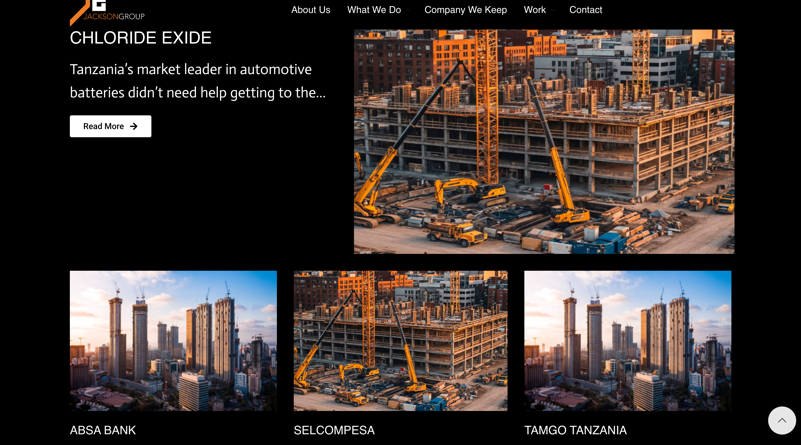 JACKSONGROUP
About Us
What We Do
Company We Keep
Work
Contact
CHLORIDE EXIDE
Tanzania’s market leader in automotive
batteries didn’t need help getting to the...
Read More
ABSA BANK
SELCOMPESA
TAMGO TANZANIA